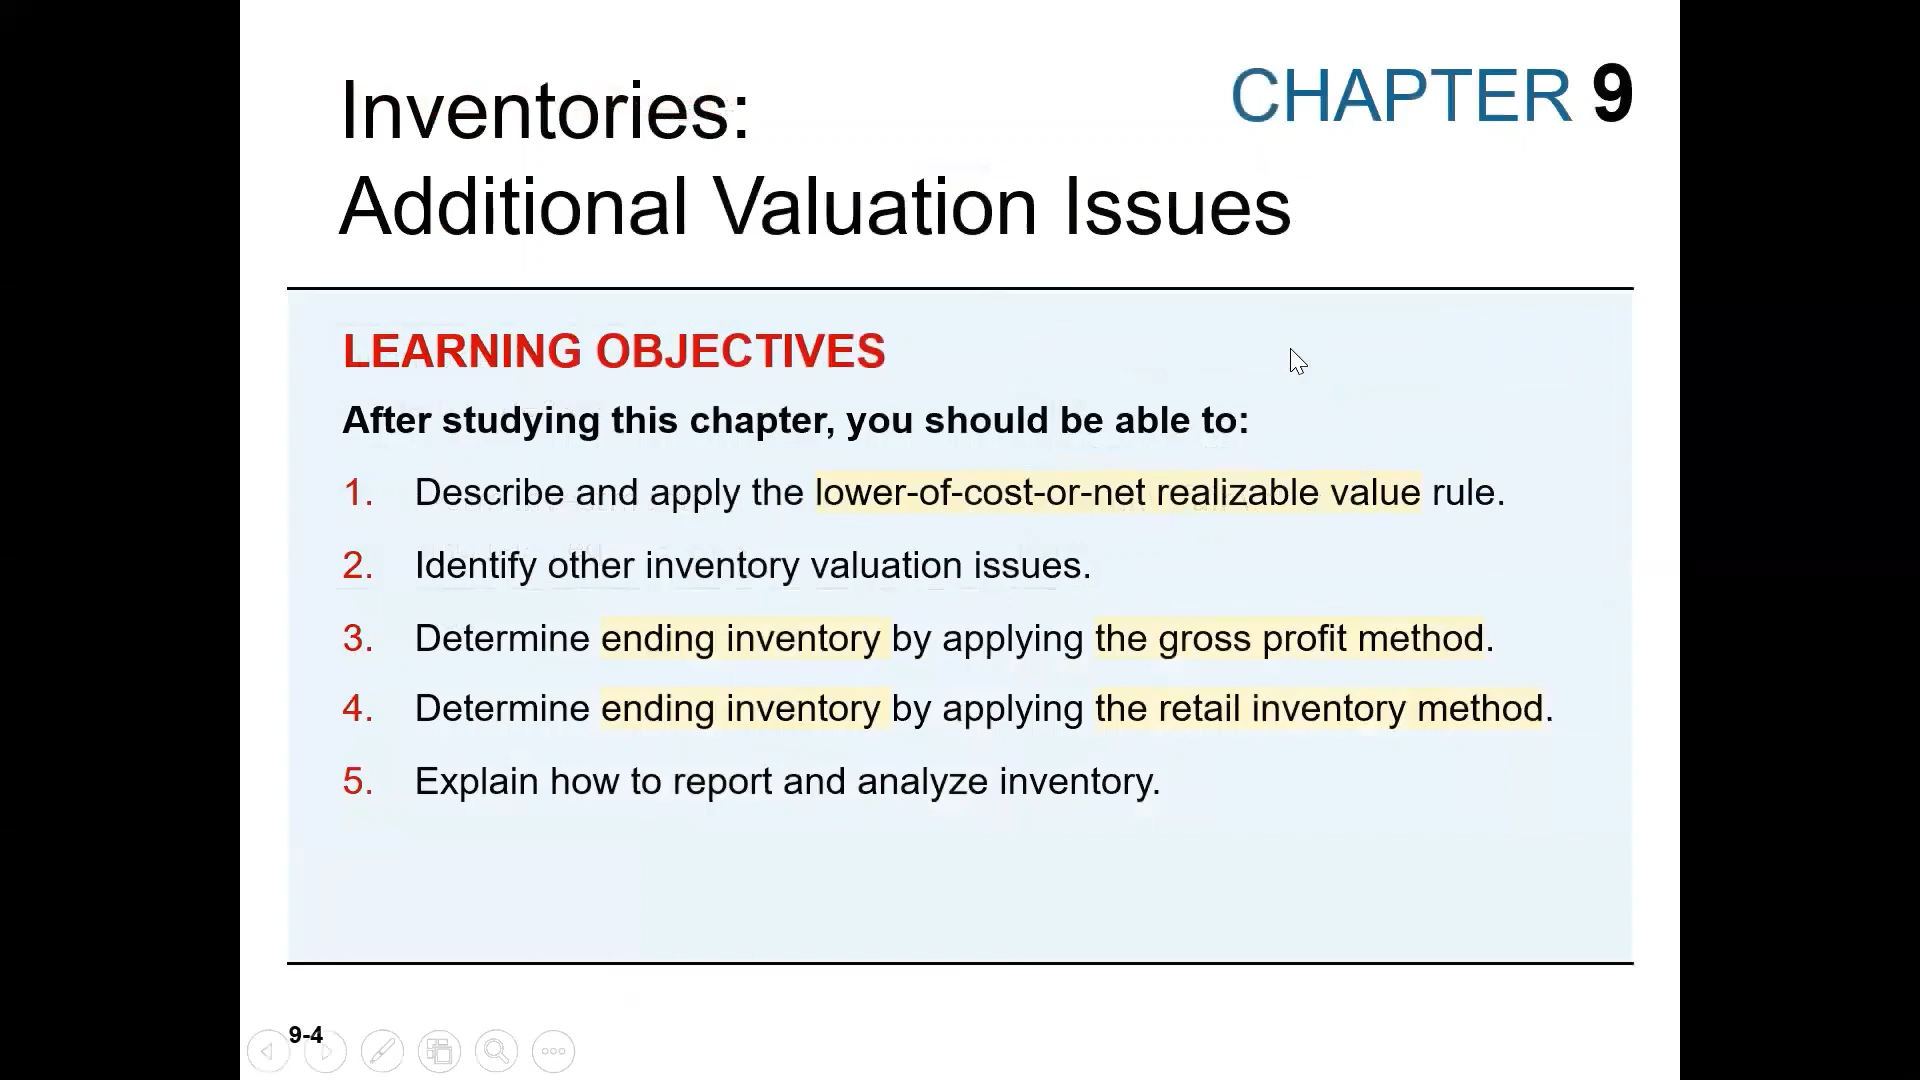 Inventories:
CHAPTER 9
Additional Valuation Issues
LEARNING OBJECTIVES
After studying this chapter, you should be able to:
1. Describe and apply the lower-of-cost-or-net realizable value rule.
2. Identify other inventory valuation issues.
3. Determine ending inventory by applying the gross profit method.
4. Determine ending inventory by applying the retail inventory method.
5. Explain how to report and analyze inventory.
9-4